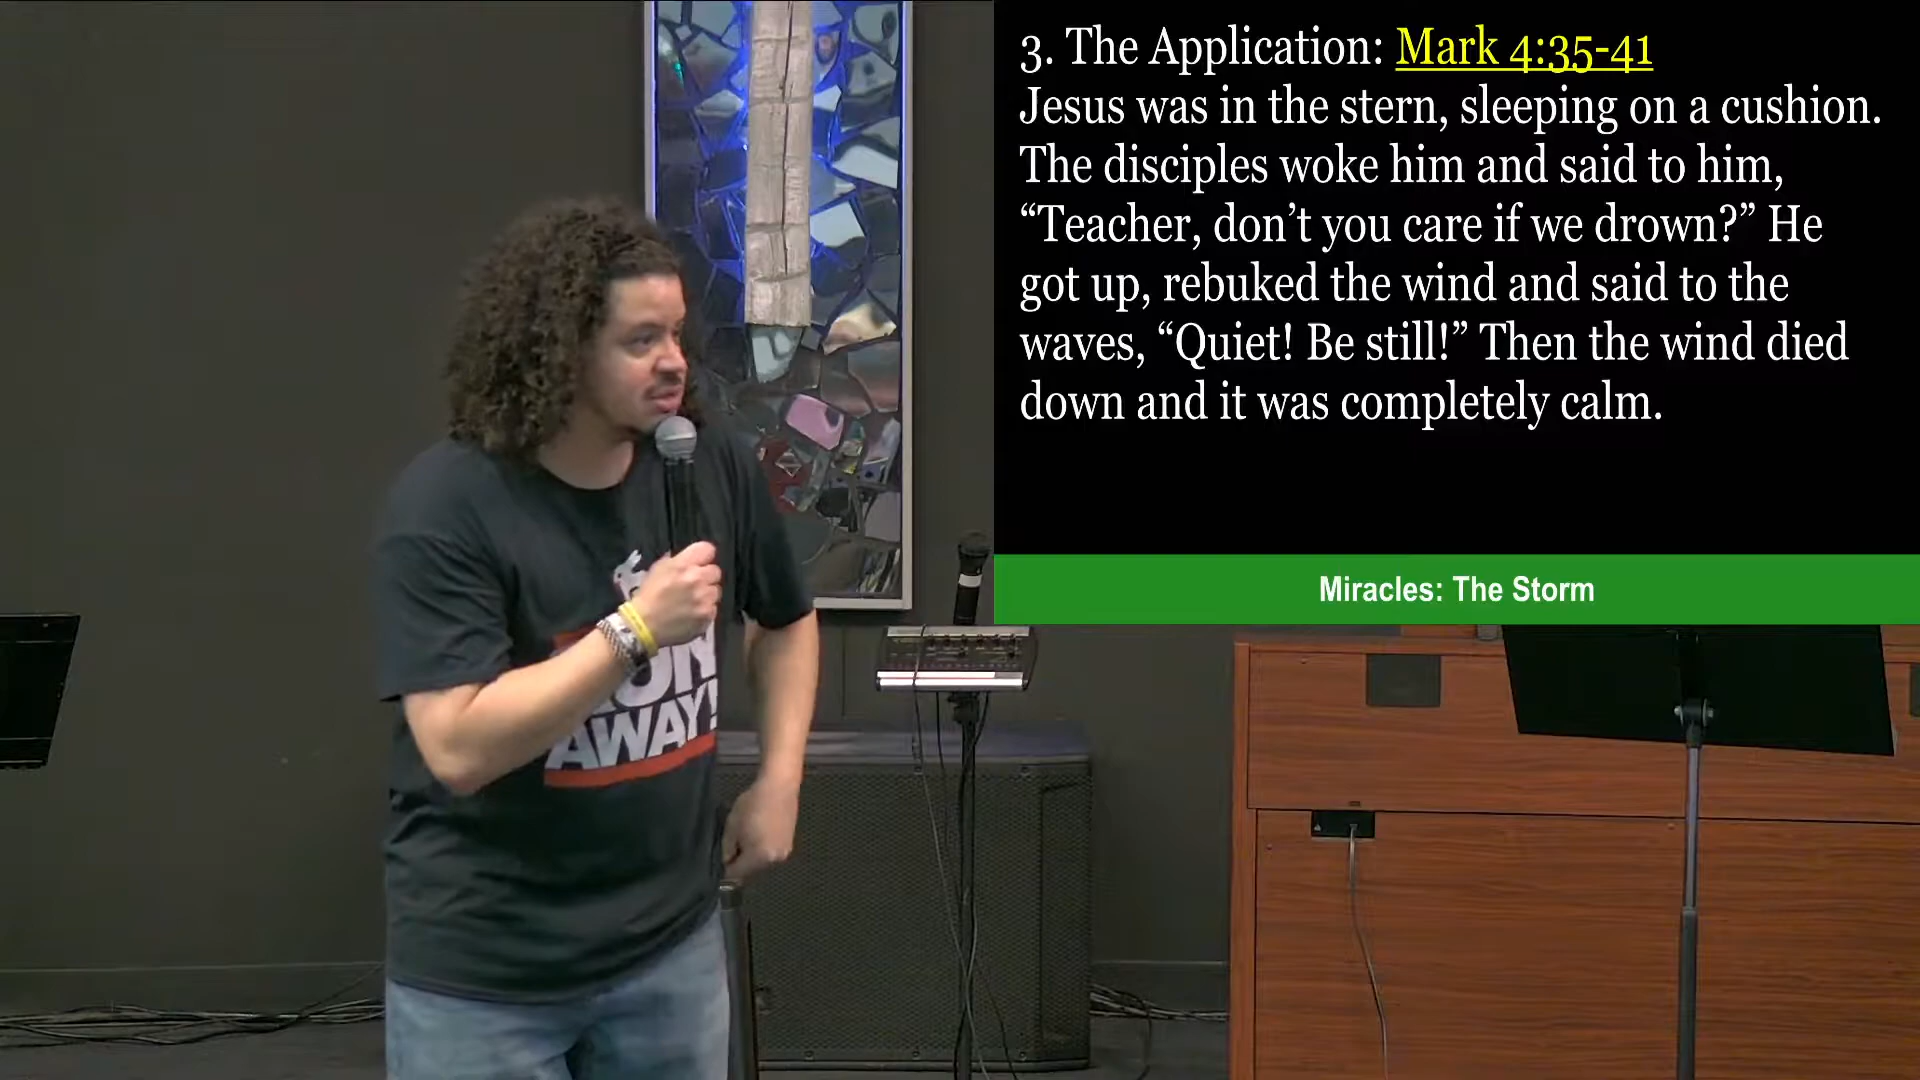 3. The Application: Mark 4:35-41
Jesus was in the stern, sleeping on a cushion.
The disciples woke him and said to him,
“Teacher, don’t you care if we drown?” He
got up, rebuked the wind and said to the
waves, “Quiet! Be still!” Then the wind died
down and it was completely calm.
Miracles: The Storm
AWAY!